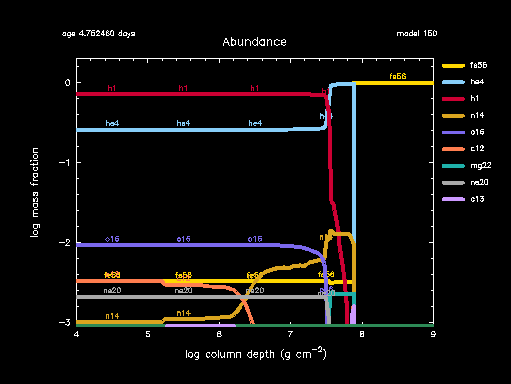 age 4.752460 days
model 150
Abundance
fe56
he4
h1
n14
o16
c12
mg22
ne20
c13
fe56
h1 h1 h1 h
he4 he4 he4
o16 o16 o16
fe56 fe56 fe56
ne20 ne20 ne20
n14 n14
0
−1
−2
−3
log mass fraction
4 5 6 7 8 9
log column depth (g cm−2)